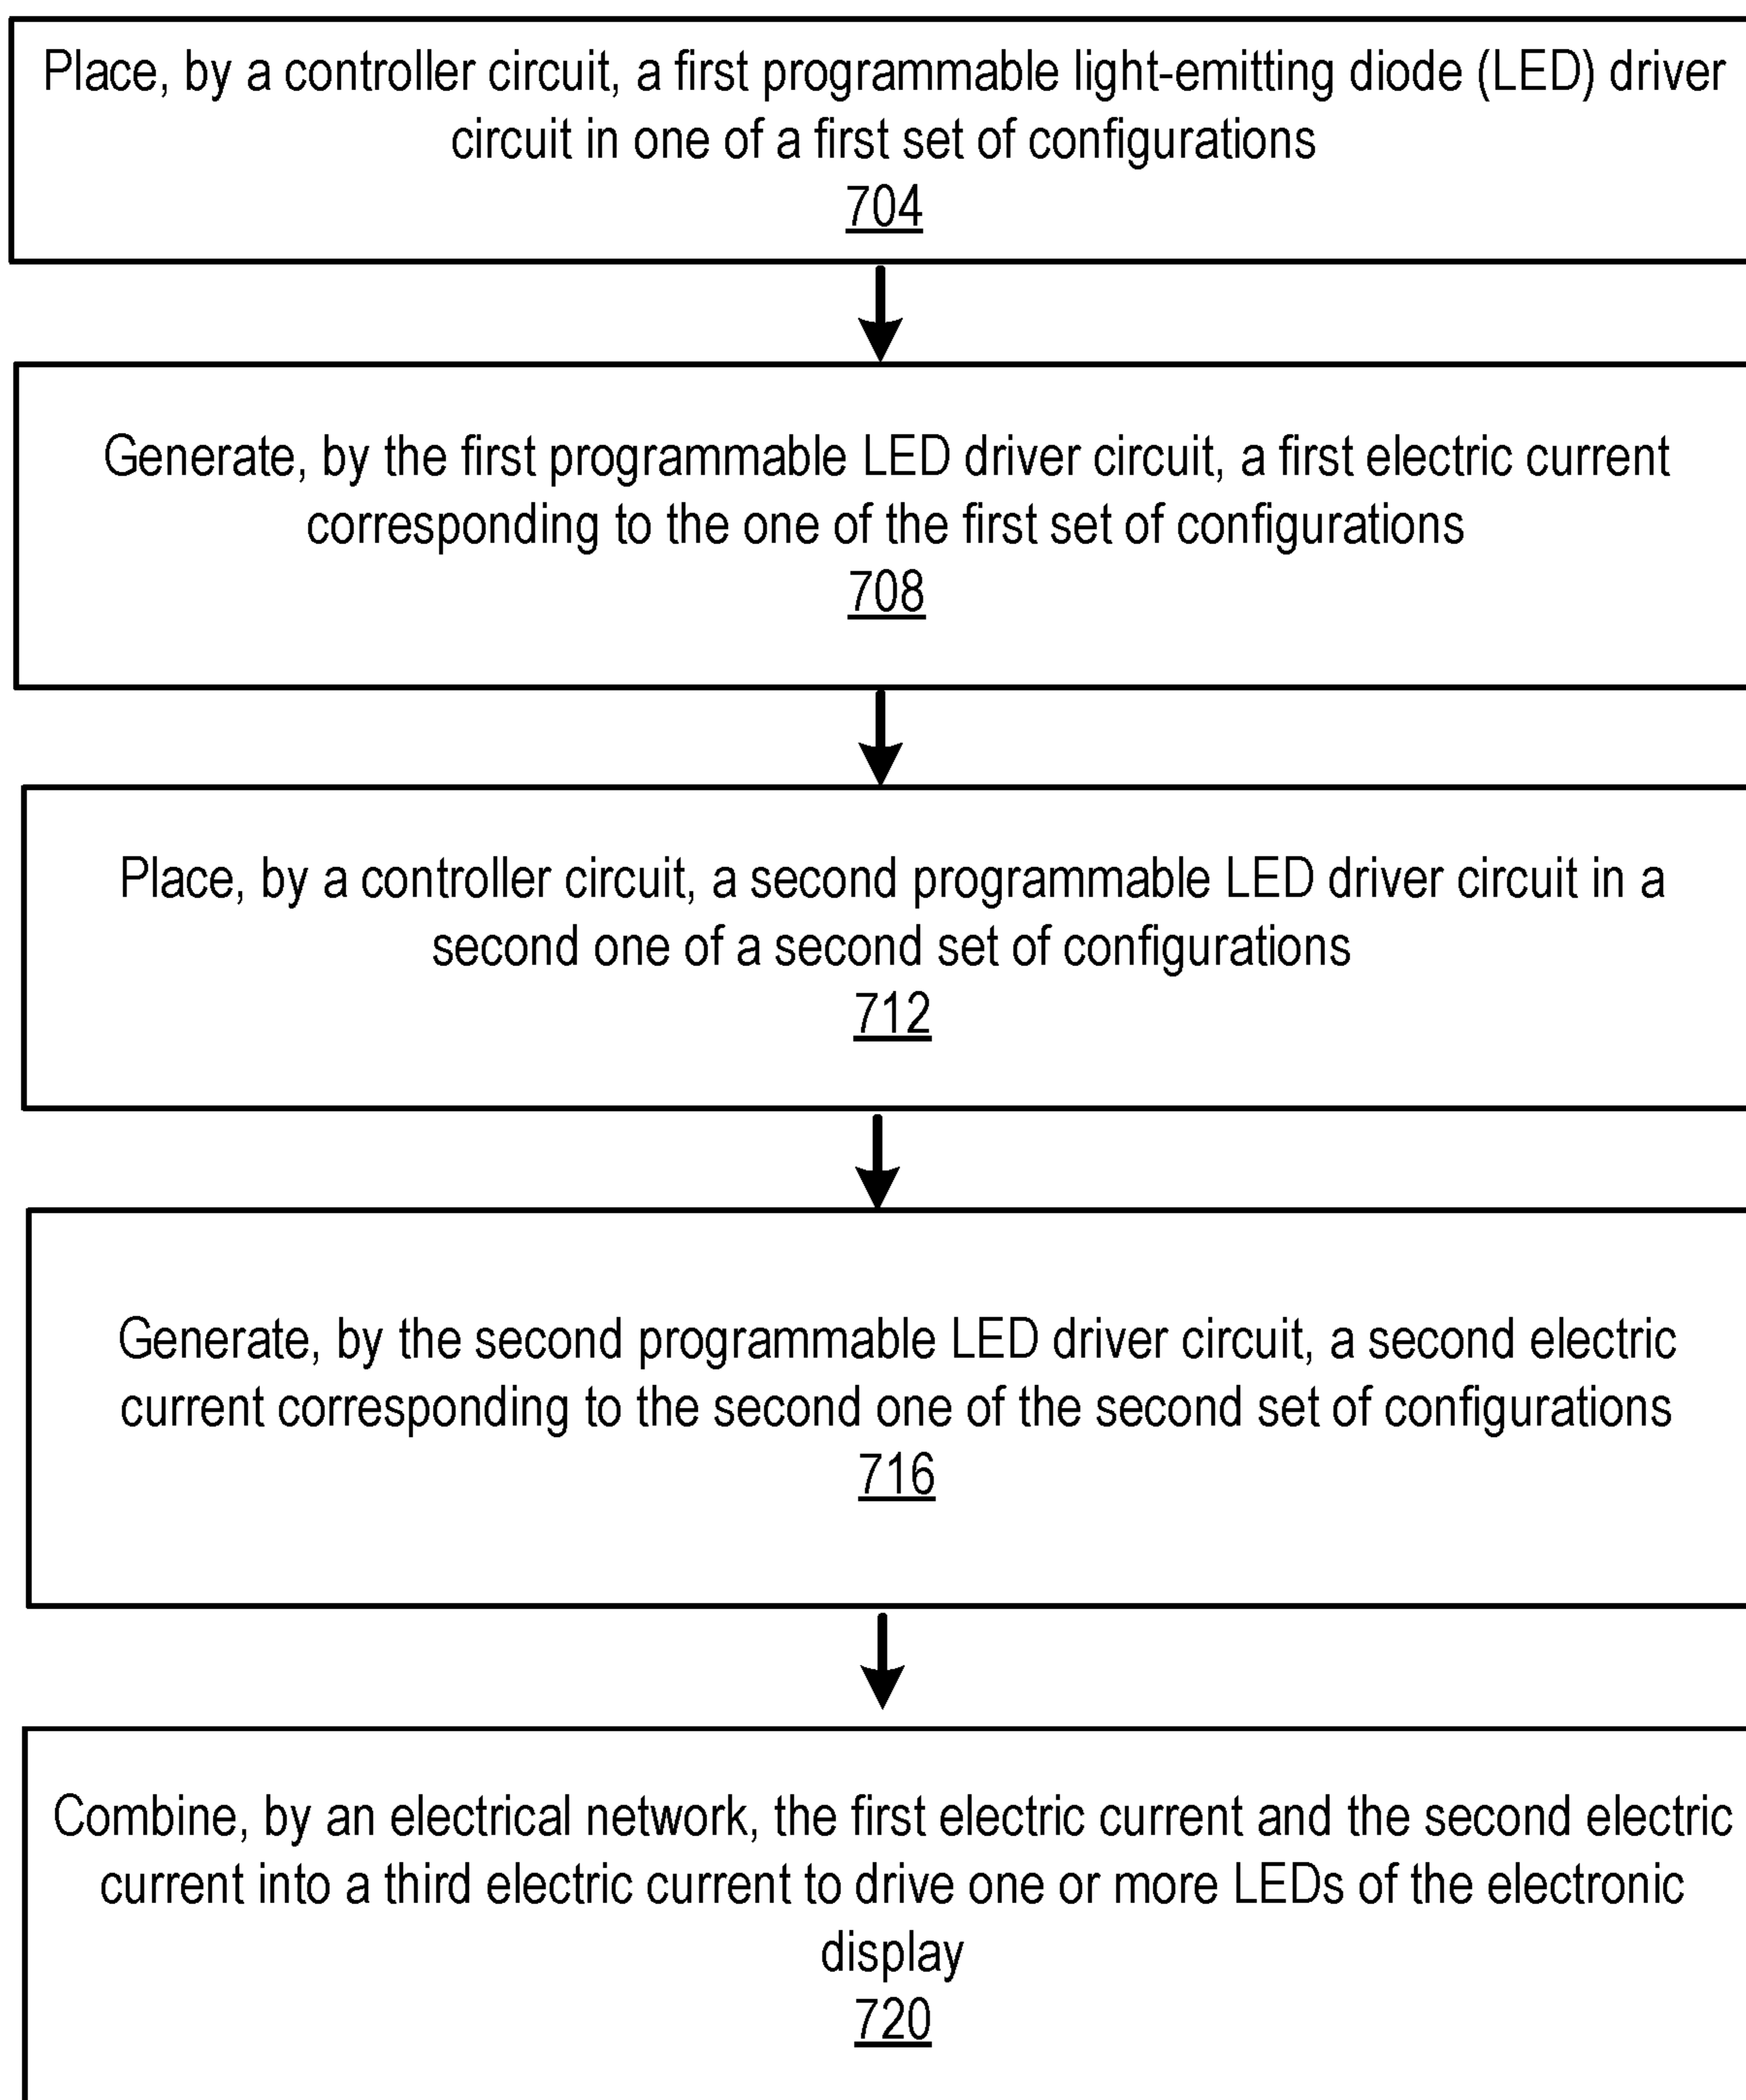 Place, by a controller circuit, a first programmable light-emitting diode (LED) driver
circuit in one of a first set of configurations
704
Generate, by the first programmable LED driver circuit, a first electric current
corresponding to the one of the first set of configurations
708
Place, by a controller circuit, a second programmable LED driver circuit in a
second one of a second set of configurations
712
Generate, by the second programmable LED driver circuit, a second electric
current corresponding to the second one of the second set of configurations
716
Combine, by an electrical network, the first electric current and the second electric
current into a third electric current to drive one or more LEDs of the electronic
display
720